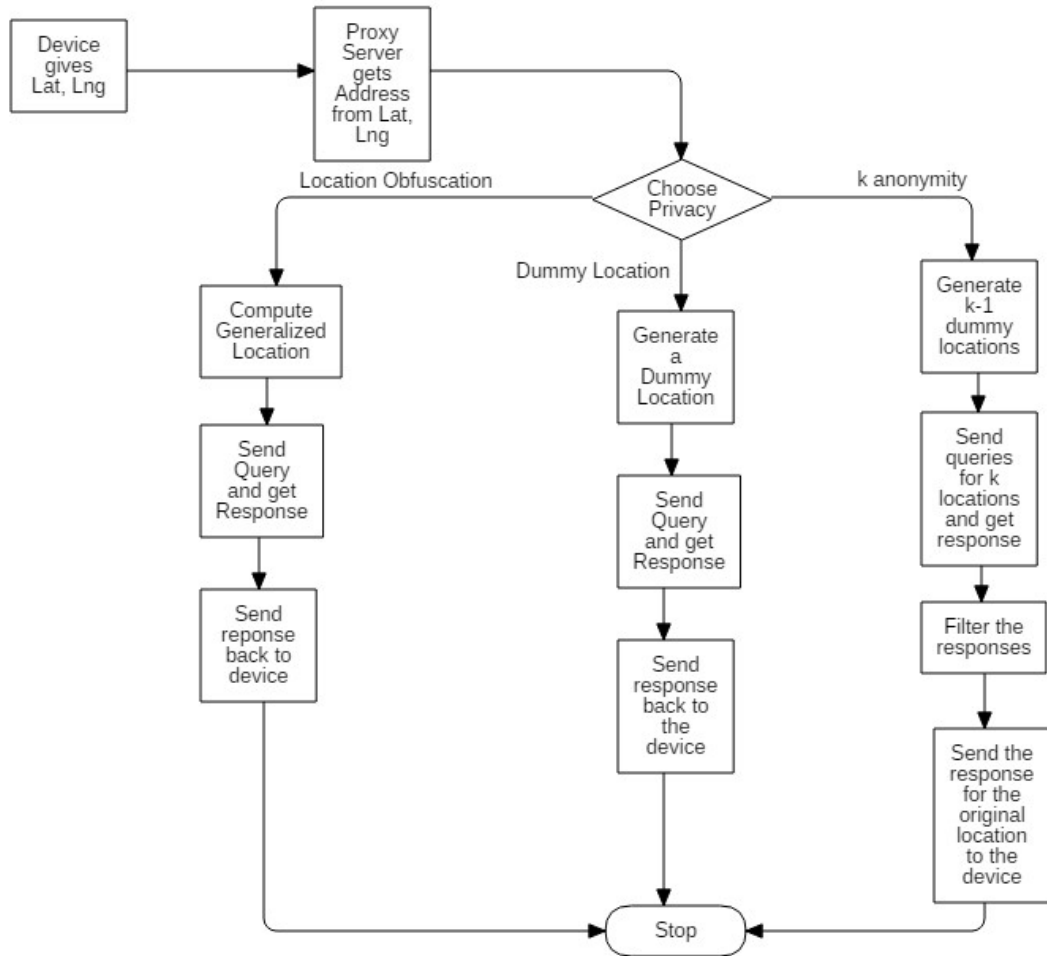 Device
gives
Lat, Lng
Proxy
Server
gets
Address
from Lat,
Lng
Choose
Privacy
Location Obfuscation
Dummy Location
k anonymity
Compute
Generalized
Location
Send
Query
and get
Response
Send
reponse
back to
device
Generate
a
Dummy
Location
Send
Query
and get
Response
Send
response
back to
the
device
Generate
k-1
dummy
locations
Send
queries
for k
locations
and get
response
Filter the
responses
Send the
response
for the
original
location
to the
device
Stop